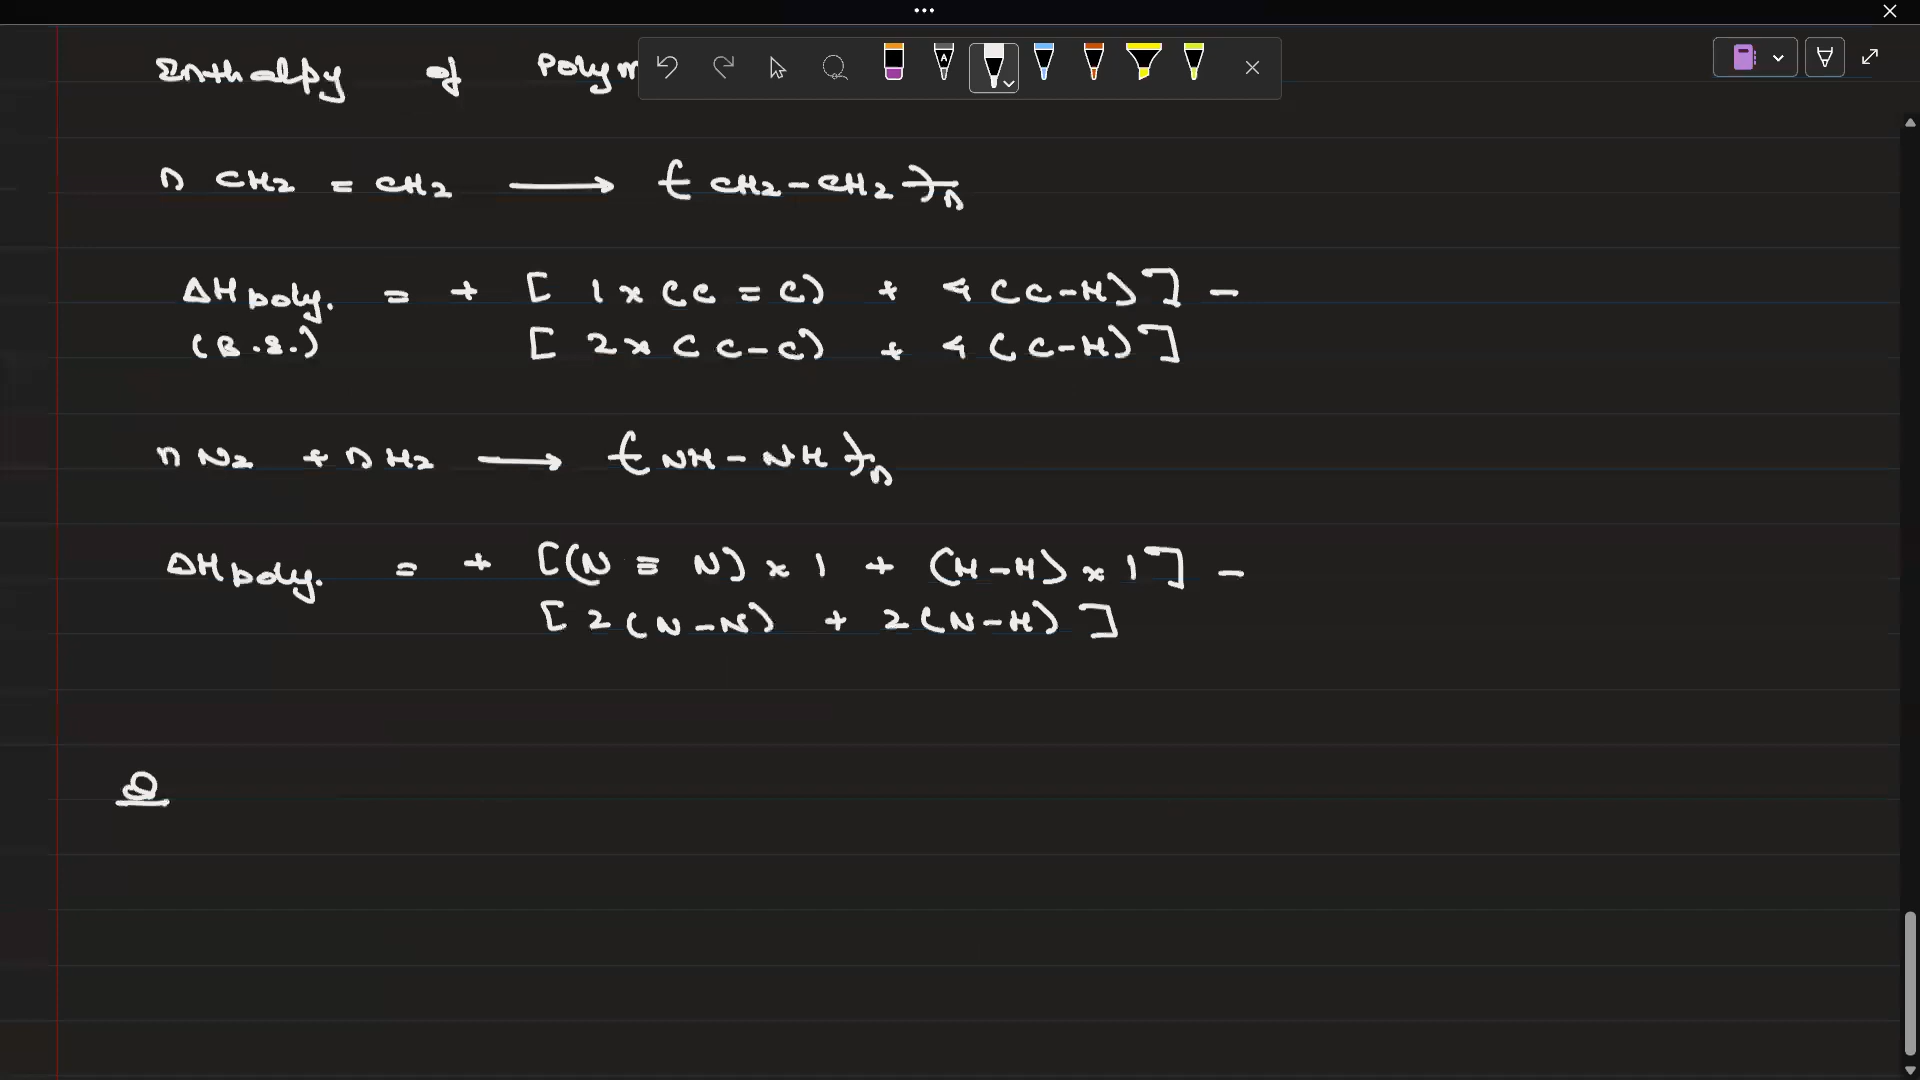 Enthalpy of Polym
n CH2 = CH2 ⟶ ( CH2 - CH2 )n
ΔH poly. = + [ 1 x (C = C) + 4 (C-H) ] -
(B.E.) [ 2 x (C-C) + 4 (C-H) ]
n N2 + n H2 ⟶ ( NH - NH )n
ΔH poly. = + [(N ≡ N) x 1 + (H-H) x 1 ] -
[ 2 (N-N) + 2 (N-H) ]
Q